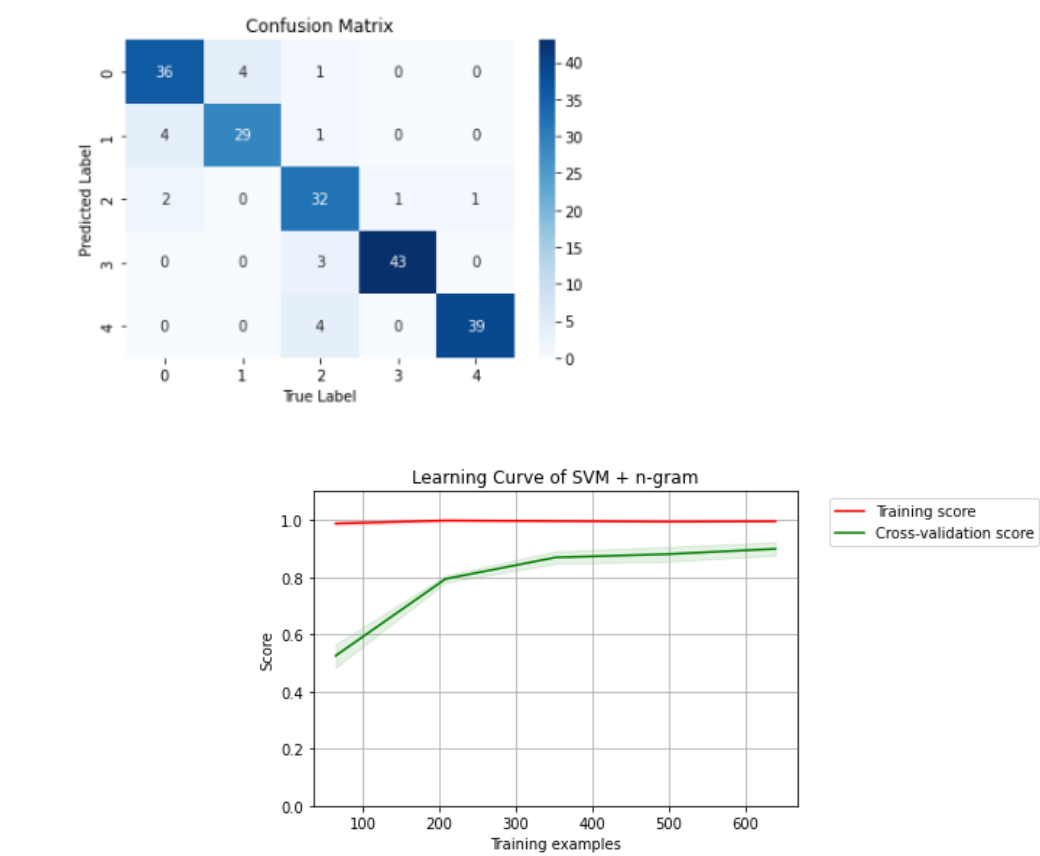 Confusion Matrix
0 36 4 1 0 0
1 4 29 1 0 0
2 2 0 32 1 1
3 0 0 3 43 0
4 0 0 4 0 39
Predicted Label
0 1 2 3 4
True Label
40
35
30
25
20
15
10
5
0
Learning Curve of SVM + n-gram
Training score
Cross-validation score
1.0
0.8
0.6
0.4
0.2
0.0
Score
100 200 300 400 500 600
Training examples